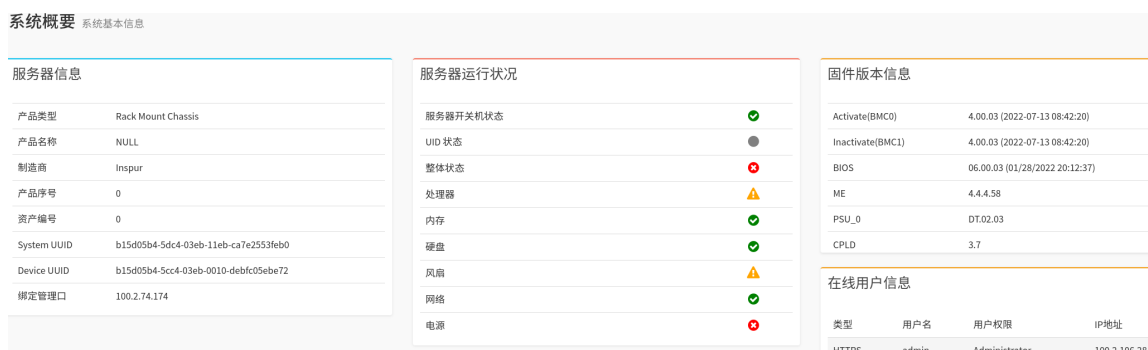 系统概要 系统基本信息
服务器信息
产品类型 Rack Mount Chassis
产品名称 NULL
制造商 Inspur
产品序号 0
资产编号 0
System UUID b15d05b4-5dc4-03eb-11eb-ca7e2553feb0
Device UUID b15d05b4-5cc4-03eb-0010-debfc05ebe72
绑定管理口 100.2.74.174
服务器运行状况
服务器开关机状态
UID 状态
整体状态
处理器
内存
硬盘
风扇
网络
电源
固件版本信息
Activate(BMC0) 4.00.03 (2022-07-13 08:42:20)
Inactivate(BMC1) 4.00.03 (2022-07-13 08:42:20)
BIOS 06.00.03 (01/28/2022 20:12:37)
ME 4.4.4.58
PSU_0 DT.02.03
CPLD 3.7
在线用户信息
类型 用户名 用户权限 IP地址
HTTPS admin Administrator